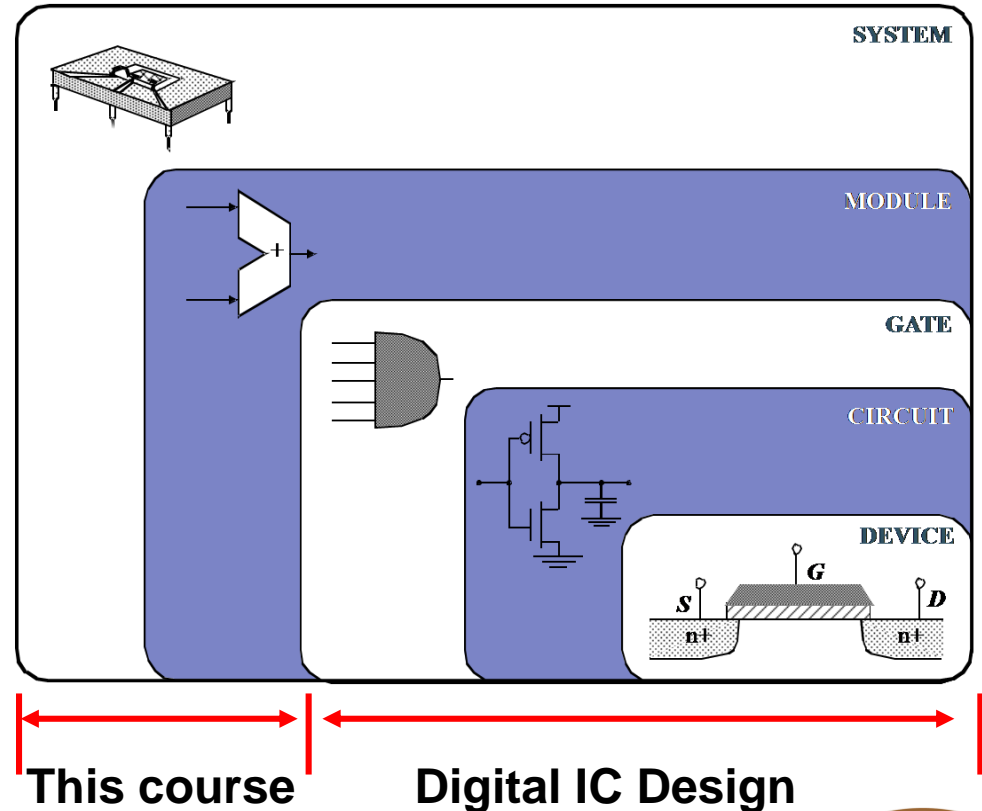 SYSTEM
MODULE
+
GATE
CIRCUIT
DEVICE
G
S
D
n+
n+
This course
Digital IC Design